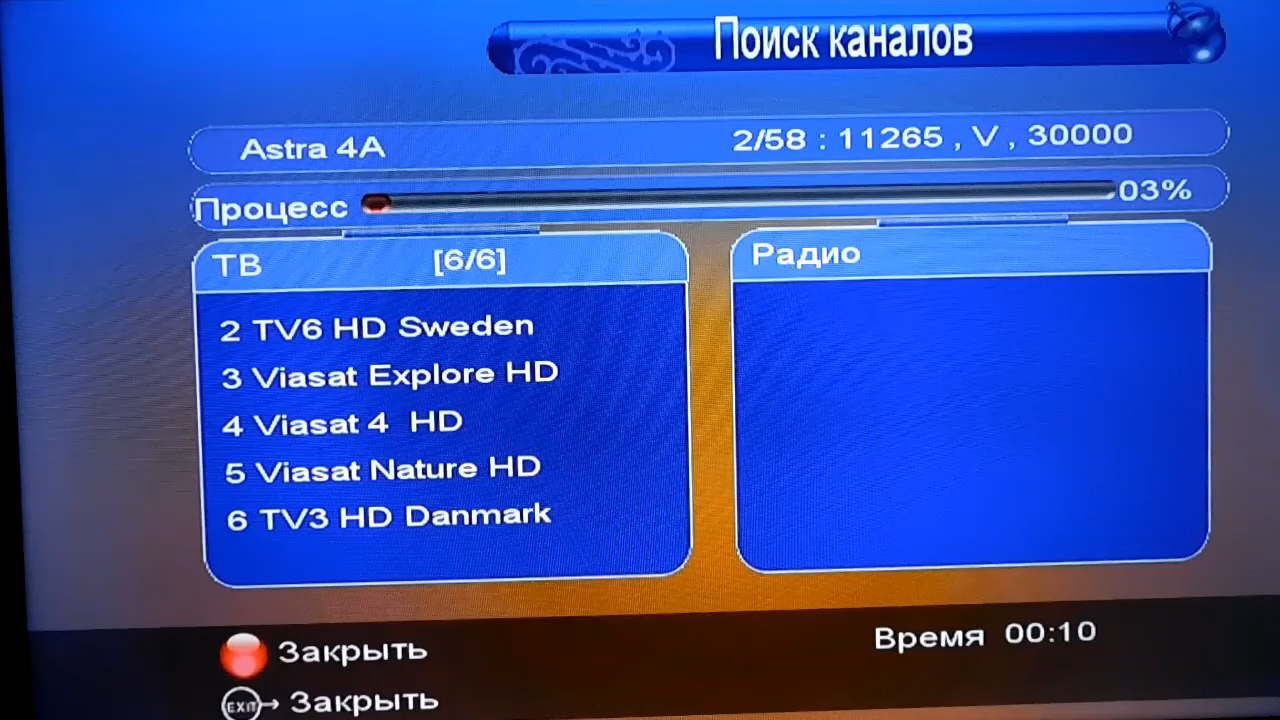 Поиск каналов
Astra 4A 2/58 : 11265 , V , 30000
Процесс 03%
ТВ [6/6]
Радио
2 TV6 HD Sweden
3 Viasat Explore HD
4 Viasat 4 HD
5 Viasat Nature HD
6 TV3 HD Danmark
Закрыть
Время 00:10
EXIT Закрыть